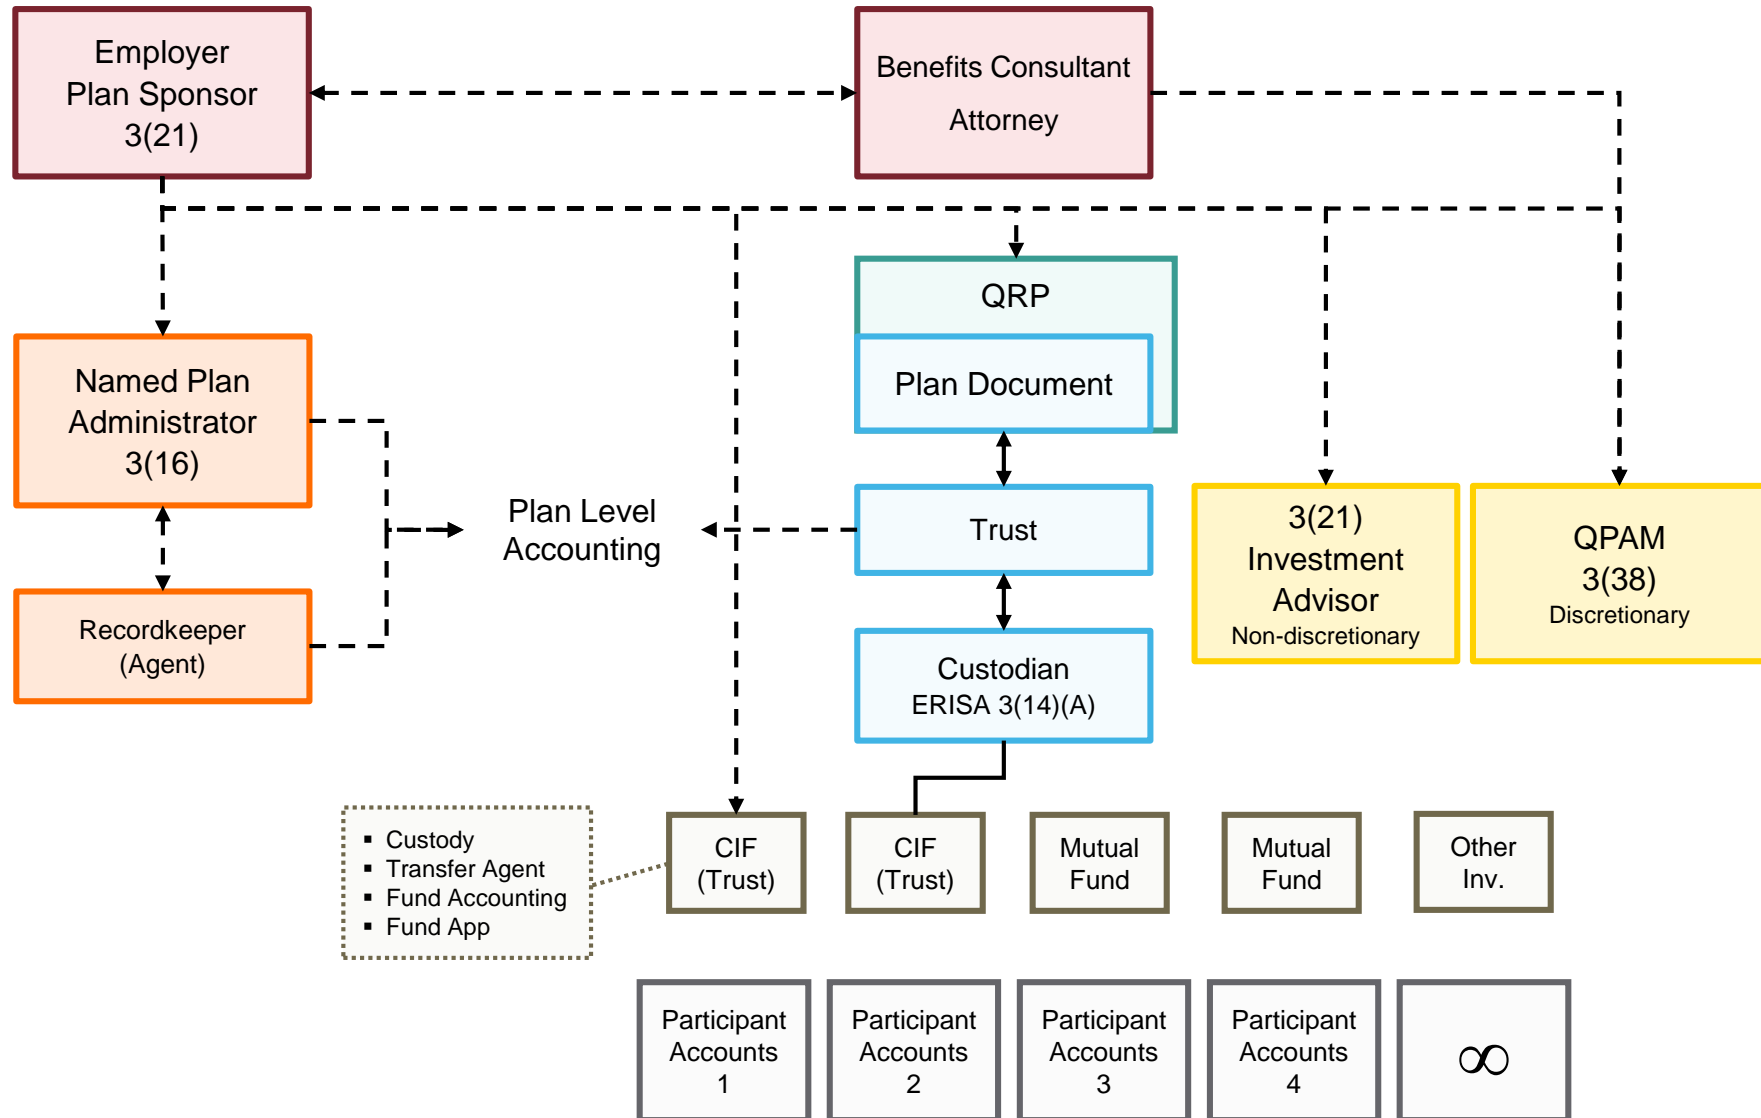 Employer
Plan Sponsor
3(21)
Benefits Consultant
Attorney
QRP
Plan Document
Named Plan
Administrator
3(16)
Plan Level
Accounting
Trust
3(21)
Investment
Advisor
Non-discretionary
QPAM
3(38)
Discretionary
Recordkeeper
(Agent)
Custodian
ERISA 3(14)(A)
▪ Custody
▪ Transfer Agent
▪ Fund Accounting
▪ Fund App
CIF
(Trust)
CIF
(Trust)
Mutual
Fund
Mutual
Fund
Other
Inv.
Participant
Accounts
1
Participant
Accounts
2
Participant
Accounts
3
Participant
Accounts
4
∞